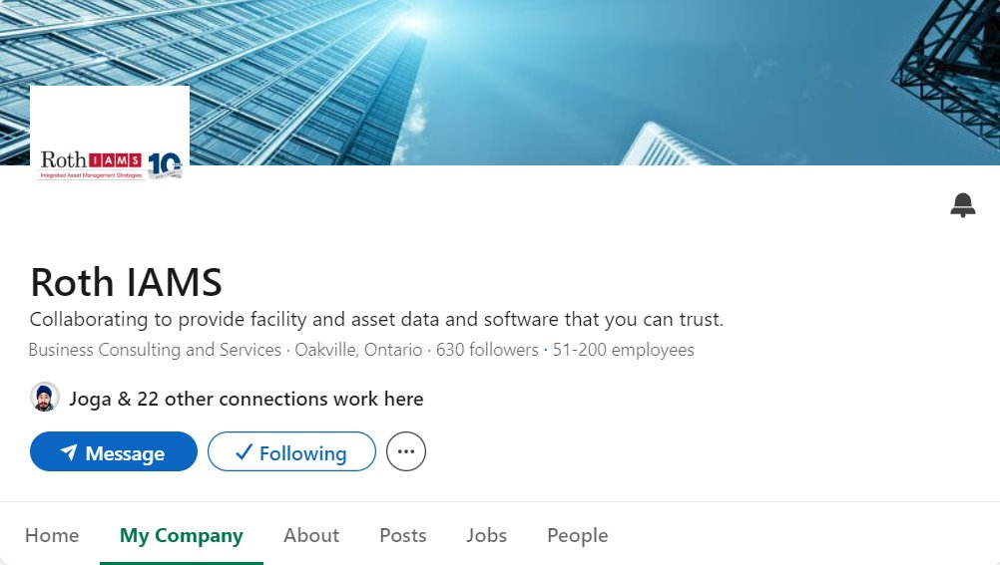 Roth IAMS 10
Integrated Asset Management Strategies
Roth IAMS
Collaborating to provide facility and asset data and software that you can trust.
Business Consulting and Services · Oakville, Ontario · 630 followers · 51-200 employees
Joga & 22 other connections work here
Message Following
Home My Company About Posts Jobs People